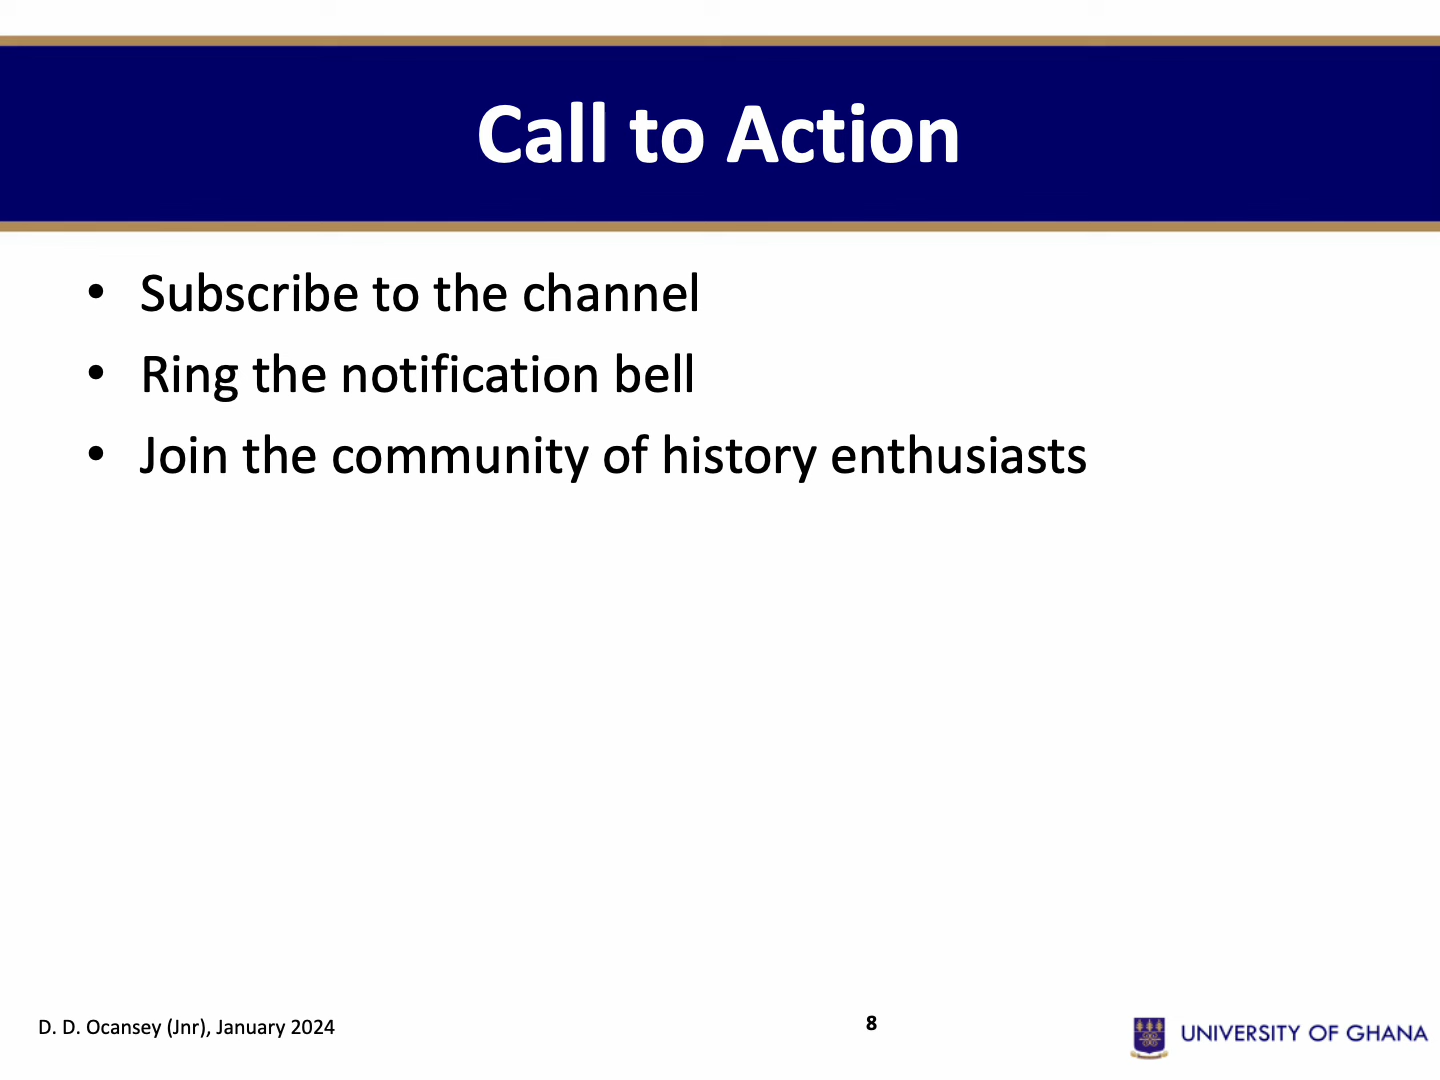 Call to Action
• Subscribe to the channel
• Ring the notification bell
• Join the community of history enthusiasts
D. D. Ocansey (Jnr), January 2024
8
UNIVERSITY OF GHANA